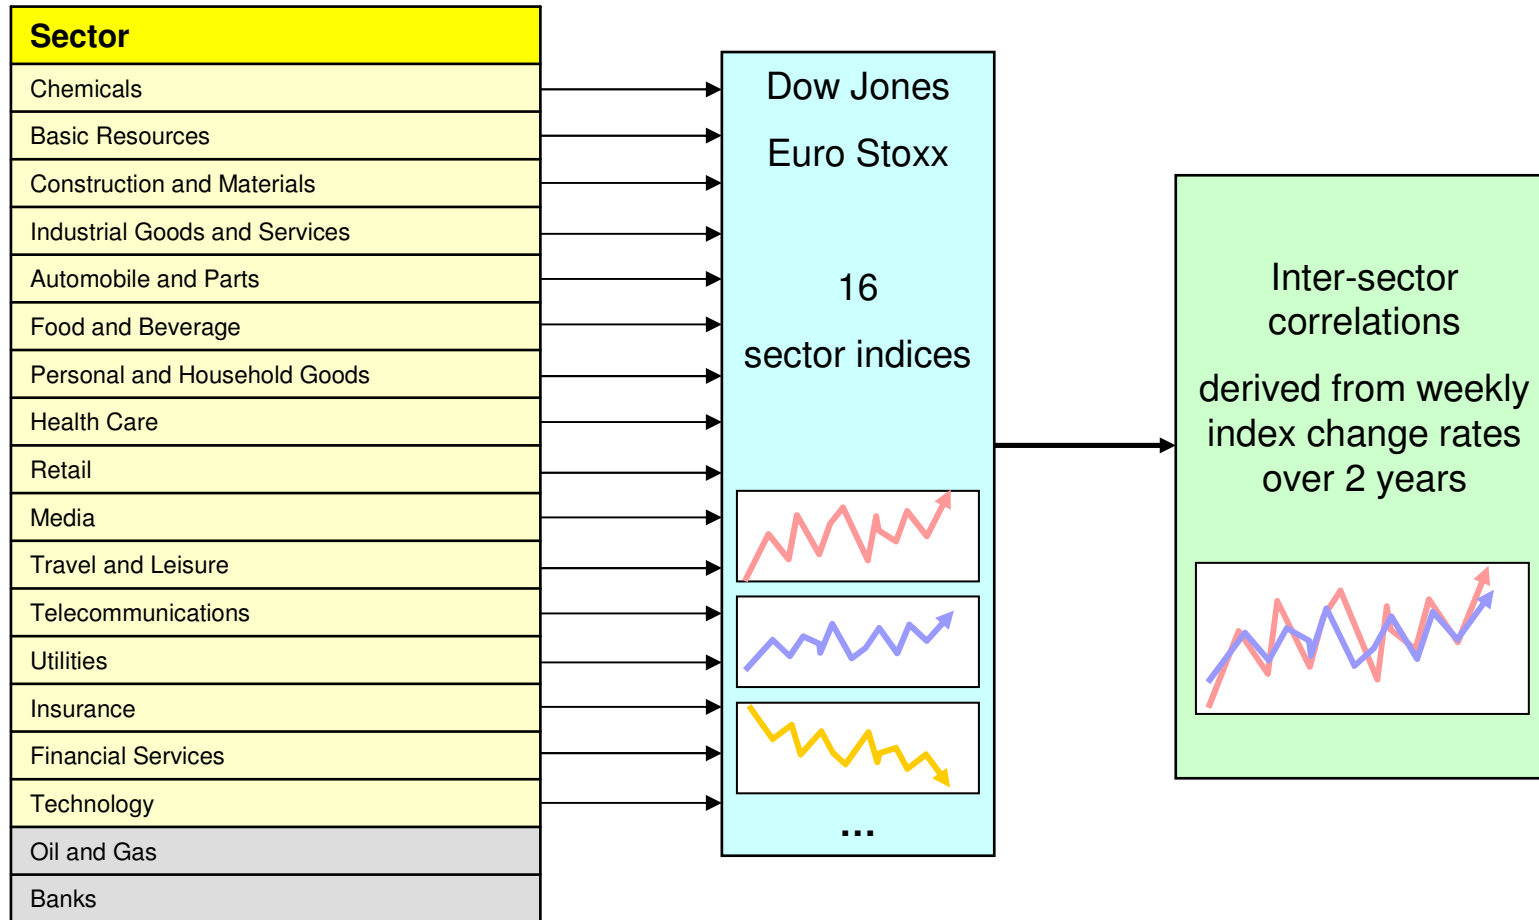 Sector
Chemicals
Basic Resources
Construction and Materials
Industrial Goods and Services
Automobile and Parts
Food and Beverage
Personal and Household Goods
Health Care
Retail
Media
Travel and Leisure
Telecommunications
Utilities
Insurance
Financial Services
Technology
Oil and Gas
Banks
Dow Jones
Euro Stoxx
16
sector indices
...
Inter-sector
correlations
derived from weekly
index change rates
over 2 years